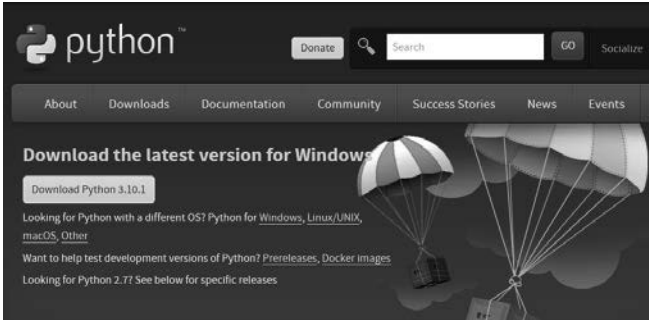 python™
Donate
Search
GO
Socialize
About Downloads Documentation Community Success Stories News Events
Download the latest version for Windows
Download Python 3.10.1
Looking for Python with a different OS? Python for Windows, Linux/UNIX,
macOS, Other
Want to help test development versions of Python? Prereleases, Docker images
Looking for Python 2.7? See below for specific releases